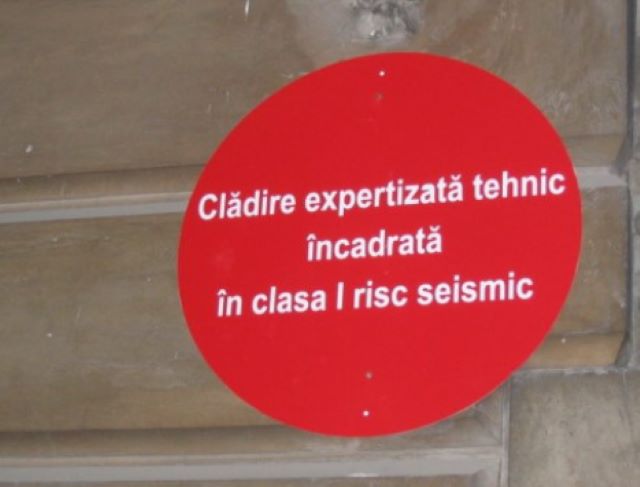 Clădire expertizată tehnic
încadrată
în clasa I risc seismic